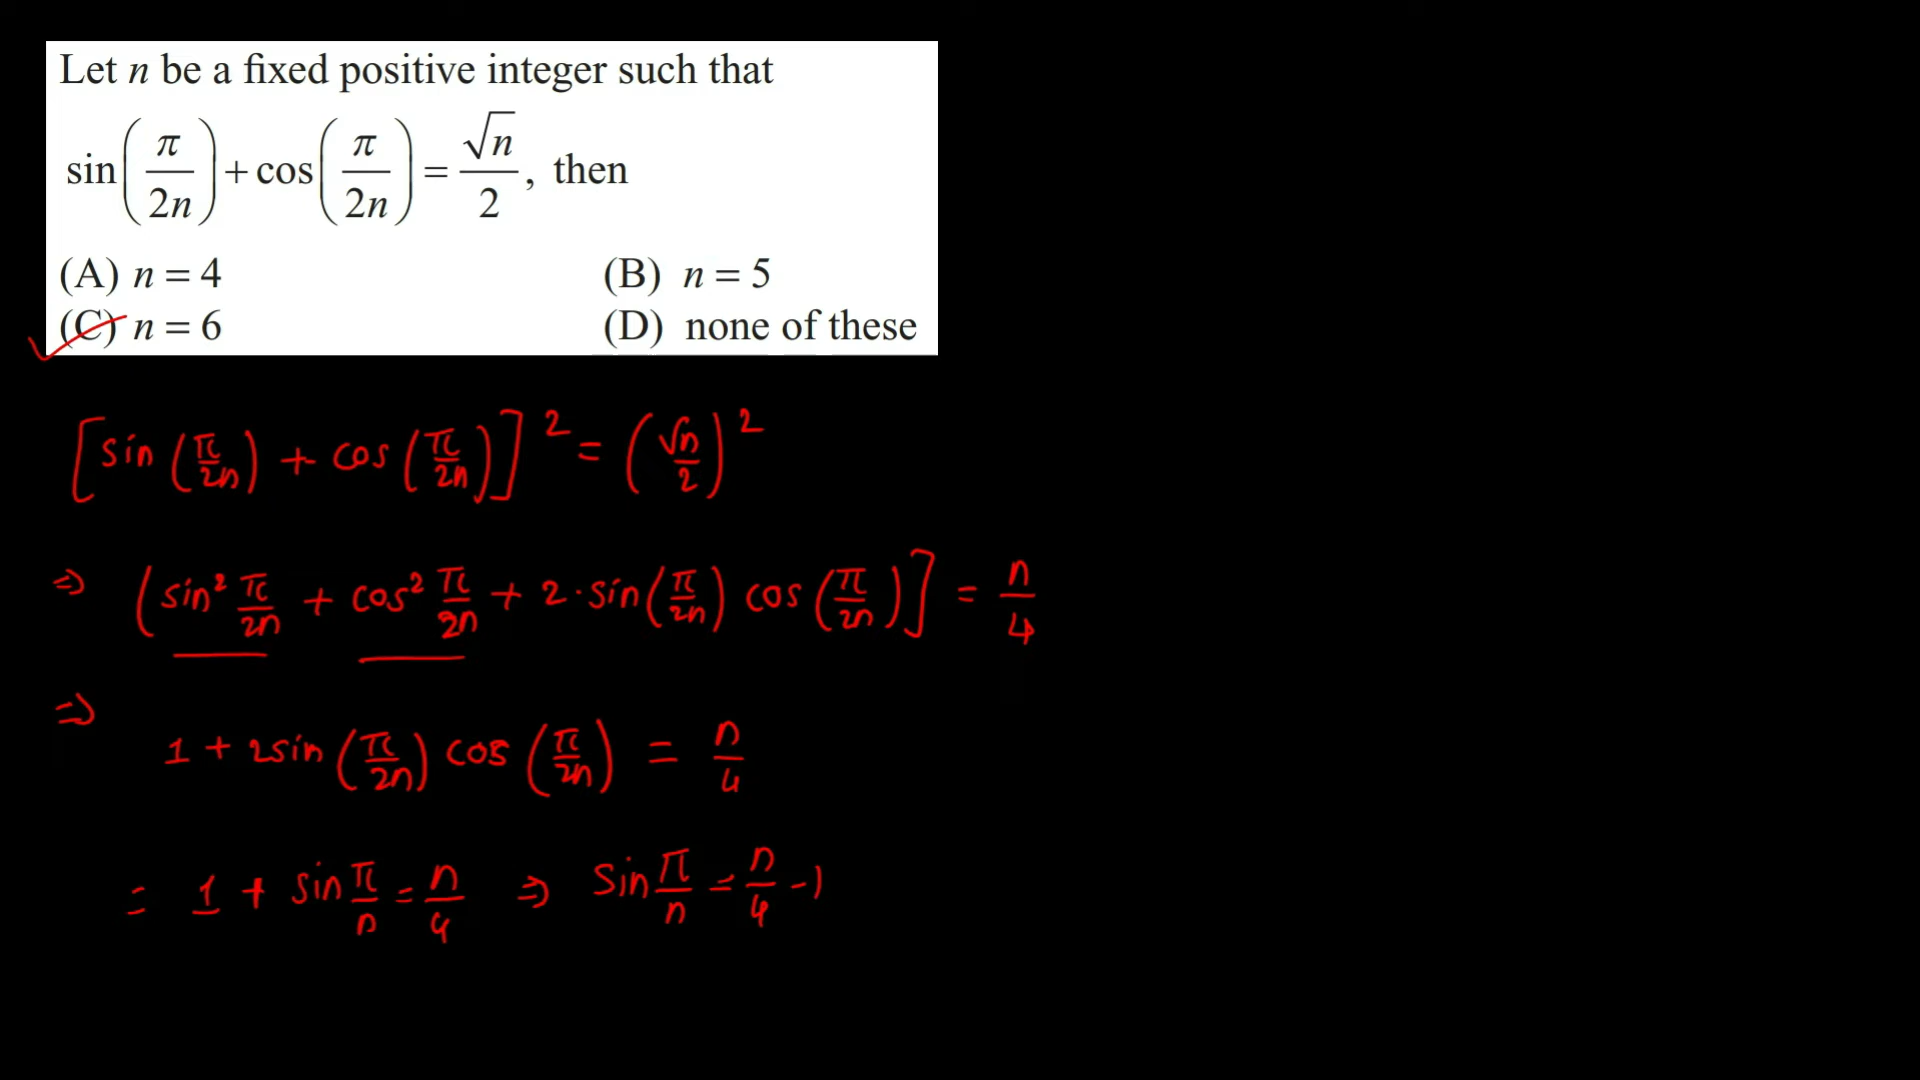 Let n be a fixed positive integer such that
sin(π/2n) + cos(π/2n) = √n/2, then
(A) n = 4 (B) n = 5
(C) n = 6 (D) none of these
[sin(π/2n) + cos(π/2n)]² = (√n/2)²
⇒ (sin² π/2n + cos² π/2n + 2·sin(π/2n) cos(π/2n)] = n/4
⇒
1 + 2sin(π/2n) cos(π/2n) = n/4
= 1 + sin π/n = n/4 ⇒ sin π/n = n/4 - 1